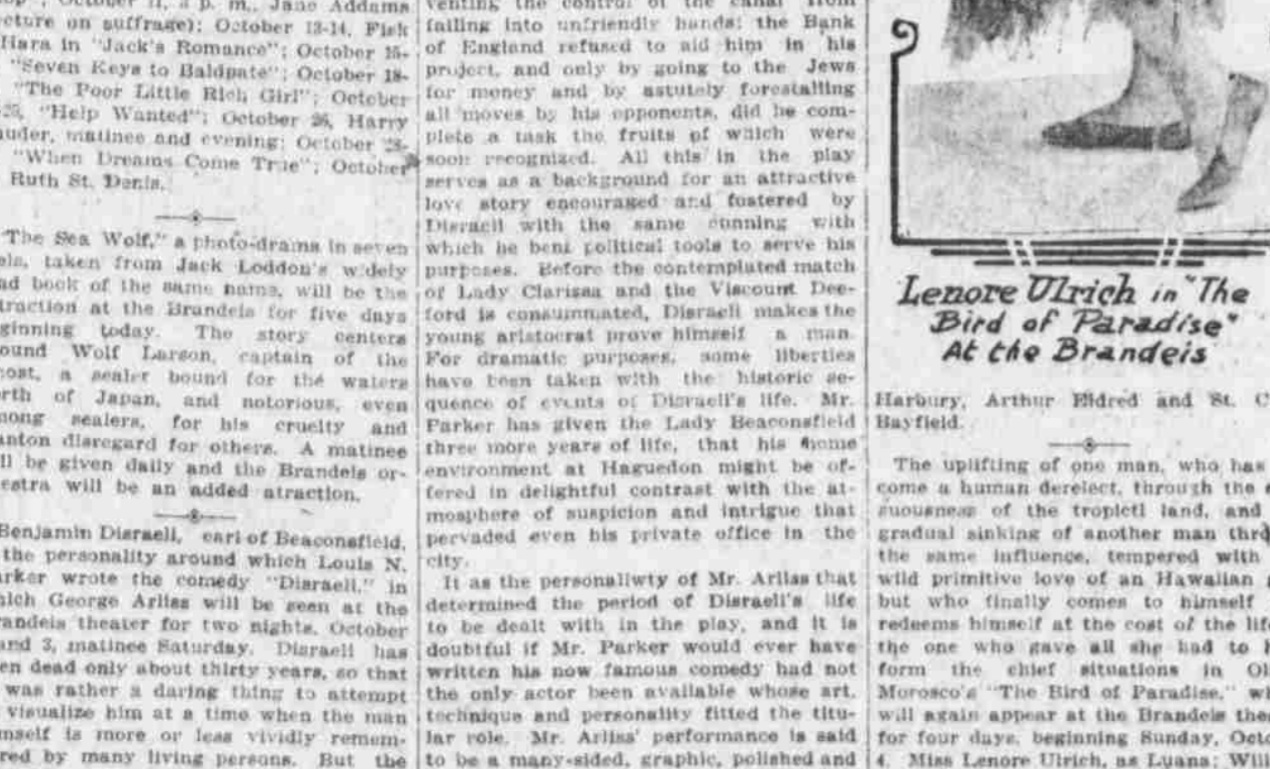 October 11, 3 p. m., Jane Addams
cture on suffrage); October 13-14, Fisk
Hara in "Jack's Romance"; October 15-
"Seven Keys to Baldpate"; October 18-
"The Poor Little Rich Girl"; October
"Help Wanted"; October 26, Harry
auder, matinee and evening; October
"When Dreams Come True"; October
Ruth St. Denis.
"The Sea Wolf," a photo-drama in seven
els, taken from Jack Loddon's widely
ad book of the same name, will be the
traction at the Brandeis for five days
ginning today. The story centers
ound Wolf Larson, captain of the
host, a sealer bound for the waters
rth of Japan, and notorious, even
nong sealers, for his cruelty and
anton disregard for others. A matinee
ll be given daily and the Brandeis or-
estra will be an added atraction.
Benjamin Disraeli, earl of Beaconsfield,
the personality around which Louis N.
arker wrote the comedy "Disraeli," in
hich George Arliss will be seen at the
randeis theater for two nights, October
and 3, matinee Saturday. Disraeli has
en dead only about thirty years, so that
was rather a daring thing to attempt
visualize him at a time when the man
mself is more or less vividly remem-
red by many living persons. But the
venting the control of the canal from
falling into unfriendly hands; the Bank
of England refused to aid him in his
project, and only by going to the Jews
for money and by astutely forestalling
all moves by his opponents, did he com-
plete a task the fruits of which were
soon recognized. All this in the play
serves as a background for an attractive
love story encouraged and fostered by
Disraeli with the same cunning with
which he bent political tools to serve his
purposes. Before the contemplated match
of Lady Clarissa and the Viscount Dee-
ford is consummated, Disraeli makes the
young aristocrat prove himself a man.
For dramatic purposes, some liberties
have been taken with the historic se-
quence of events of Disraeli's life. Mr.
Parker has given the Lady Beaconsfield
three more years of life, that his home
environment at Haguedon might be of-
fered in delightful contrast with the at-
mosphere of suspicion and intrigue that
pervaded even his private office in the
city.
It as the personaliwty of Mr. Arliss that
determined the period of Disraeli's life
to be dealt with in the play, and it is
doubtful if Mr. Parker would ever have
written his now famous comedy had not
the only actor been available whose art,
technique and personality fitted the titu-
lar role. Mr. Arliss' performance is said
to be a many-sided, graphic, polished and
Lenore Ulrich in "The
Bird of Paradise"
At the Brandeis
Harbury, Arthur Eldred and St. C
Bayfield.
The uplifting of one man, who has
come a human derelect, through the
suousness of the tropictl land, and
gradual sinking of another man thro
the same influence, tempered with
wild primitive love of an Hawaiian
but who finally comes to himself
redeems himself at the cost of the life
the one who gave all she had to h
form the chief situations in Ol
Morosco's "The Bird of Paradise," wh
will again appear at the Brandeis thea
for four days, beginning Sunday, Octo
4. Miss Lenore Ulrich, as Luana; Will